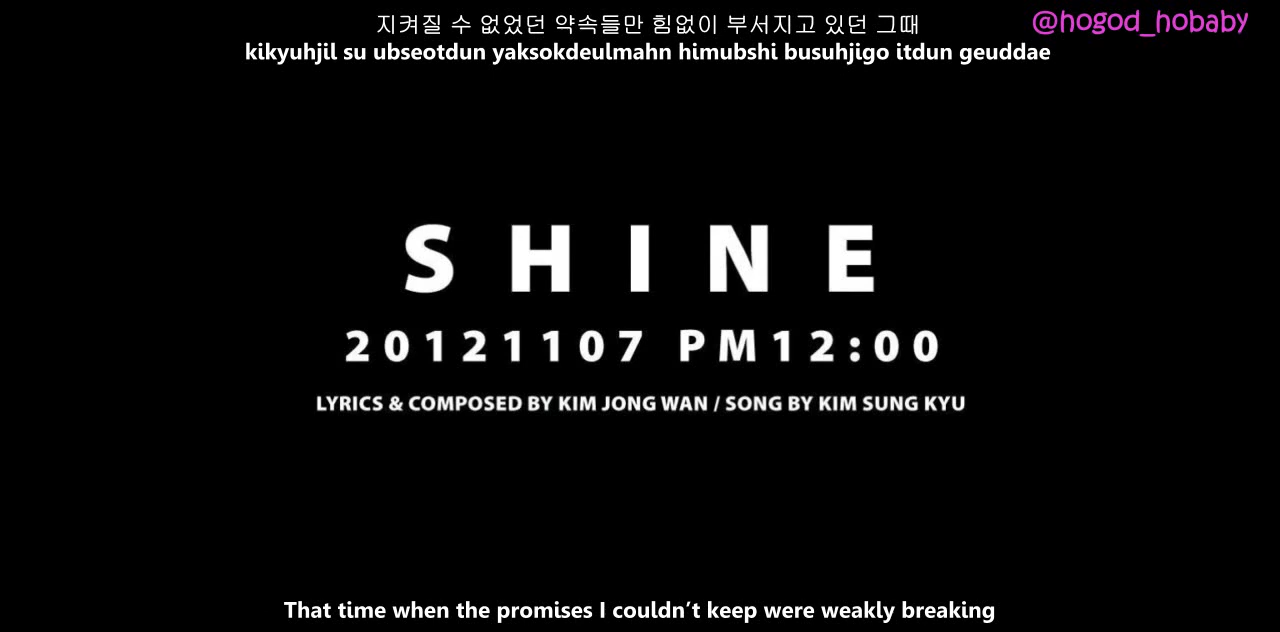 지켜질 수 없었던 약속들만 힘없이 부서지고 있던 그때
@hogod_hobaby
kikyuhjil su ubseotdun yaksokdeulmahn himubshi busuhjigo itdun geuddae
SHINE
20121107 PM12:00
LYRICS & COMPOSED BY KIM JONG WAN / SONG BY KIM SUNG KYU
That time when the promises I couldn’t keep were weakly breaking